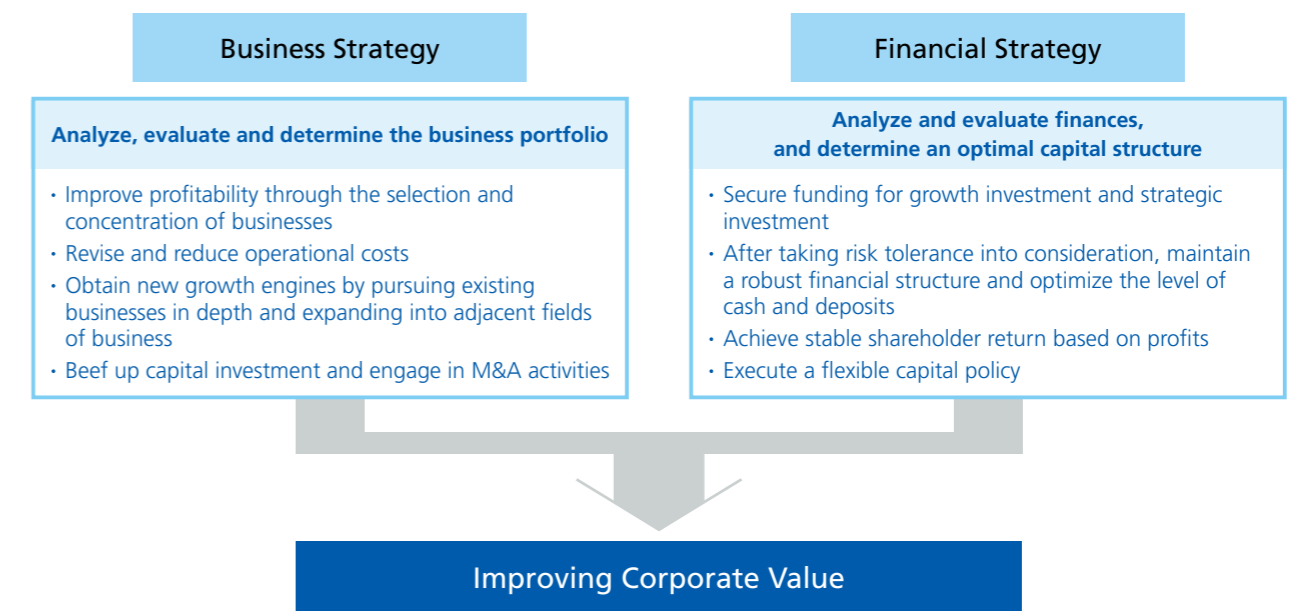 Business Strategy
Analyze, evaluate and determine the business portfolio
· Improve profitability through the selection and
concentration of businesses
· Revise and reduce operational costs
· Obtain new growth engines by pursuing existing
businesses in depth and expanding into adjacent fields
of business
· Beef up capital investment and engage in M&A activities
Financial Strategy
Analyze and evaluate finances,
and determine an optimal capital structure
· Secure funding for growth investment and strategic
investment
· After taking risk tolerance into consideration, maintain
a robust financial structure and optimize the level of
cash and deposits
· Achieve stable shareholder return based on profits
· Execute a flexible capital policy
Improving Corporate Value